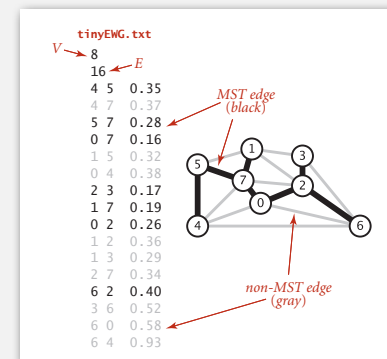 tinyEWG.txt
V
8
16
E
4 5 0.35
4 7 0.37
5 7 0.28
0 7 0.16
1 5 0.32
0 4 0.38
2 3 0.17
1 7 0.19
0 2 0.26
1 2 0.36
1 3 0.29
2 7 0.34
6 2 0.40
3 6 0.52
6 0 0.58
6 4 0.93
MST edge
(black)
1
3
5
7
2
0
4
6
non-MST edge
(gray)